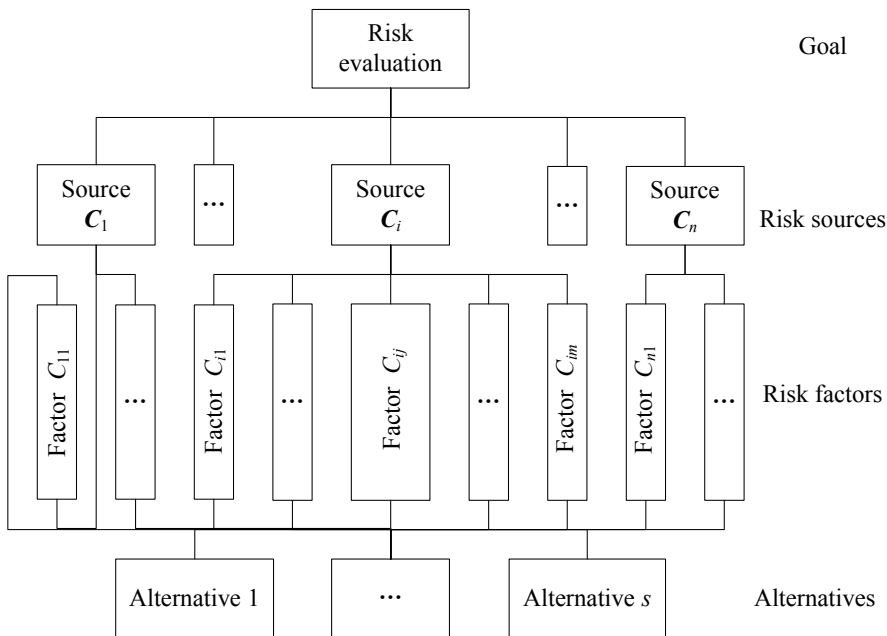 Risk
evaluation
Goal
Source
C₁
...
Source
Cᵢ
...
Source
Cₙ
Risk sources
Factor C₁₁
...
Factor Cᵢ₁
...
Factor Cᵢⱼ
...
Factor Cᵢₘ
Factor Cₙ₁
...
Risk factors
Alternative 1
...
Alternative s
Alternatives